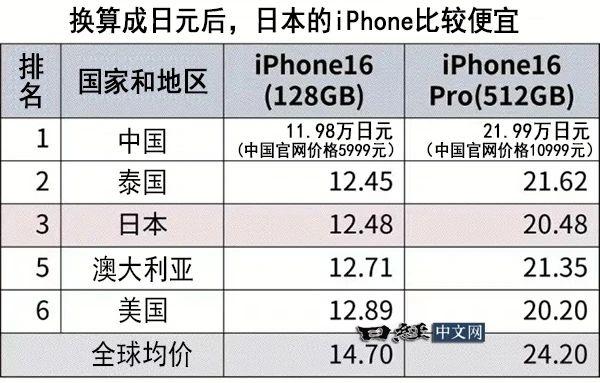 换算成日元后，日本的iPhone比较便宜
排名 国家和地区 iPhone16 (128GB) iPhone16 Pro(512GB)
1 中国 11.98万日元 (中国官网价格5999元) 21.99万日元 (中国官网价格10999元)
2 泰国 12.45 21.62
3 日本 12.48 20.48
5 澳大利亚 12.71 21.35
6 美国 12.89 20.20
日经中文网
全球均价 14.70 24.20